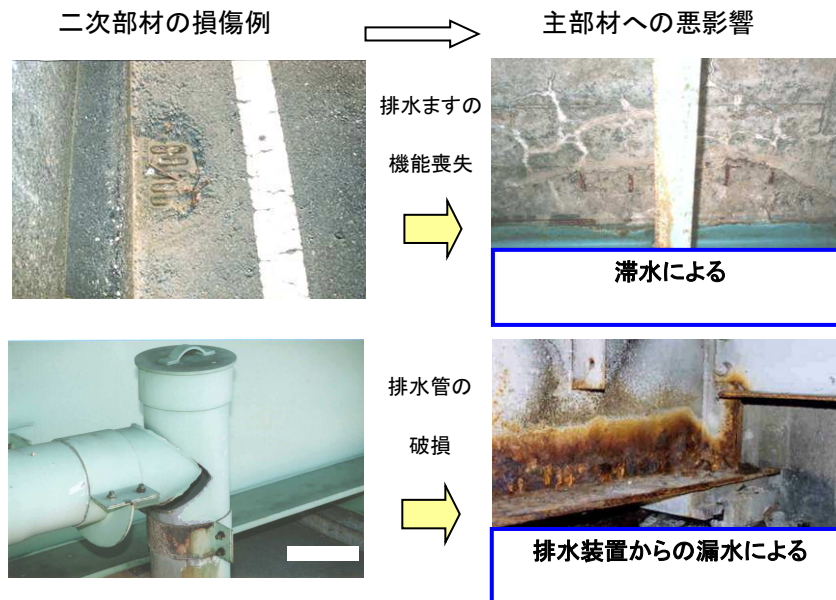 二次部材の損傷例
主部材への悪影響
排水ますの
機能喪失
滞水による
排水管の
破損
排水装置からの漏水による